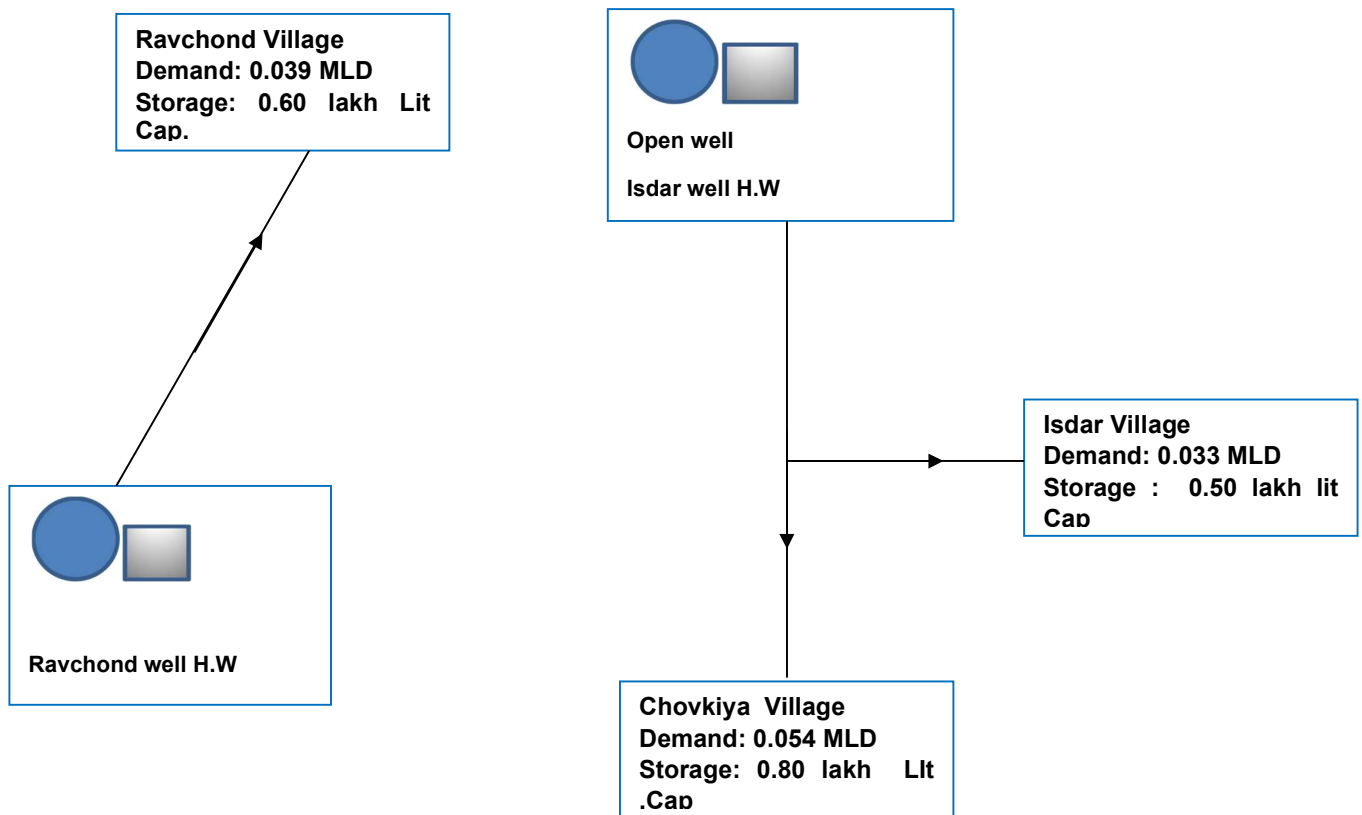 Ravchond Village
Demand: 0.039 MLD
Storage: 0.60 lakh Lit
Cap.
Open well
Isdar well H.W
Isdar Village
Demand: 0.033 MLD
Storage : 0.50 lakh lit
Cap
Ravchond well H.W
Chovkiya Village
Demand: 0.054 MLD
Storage: 0.80 lakh LIt
.Cap